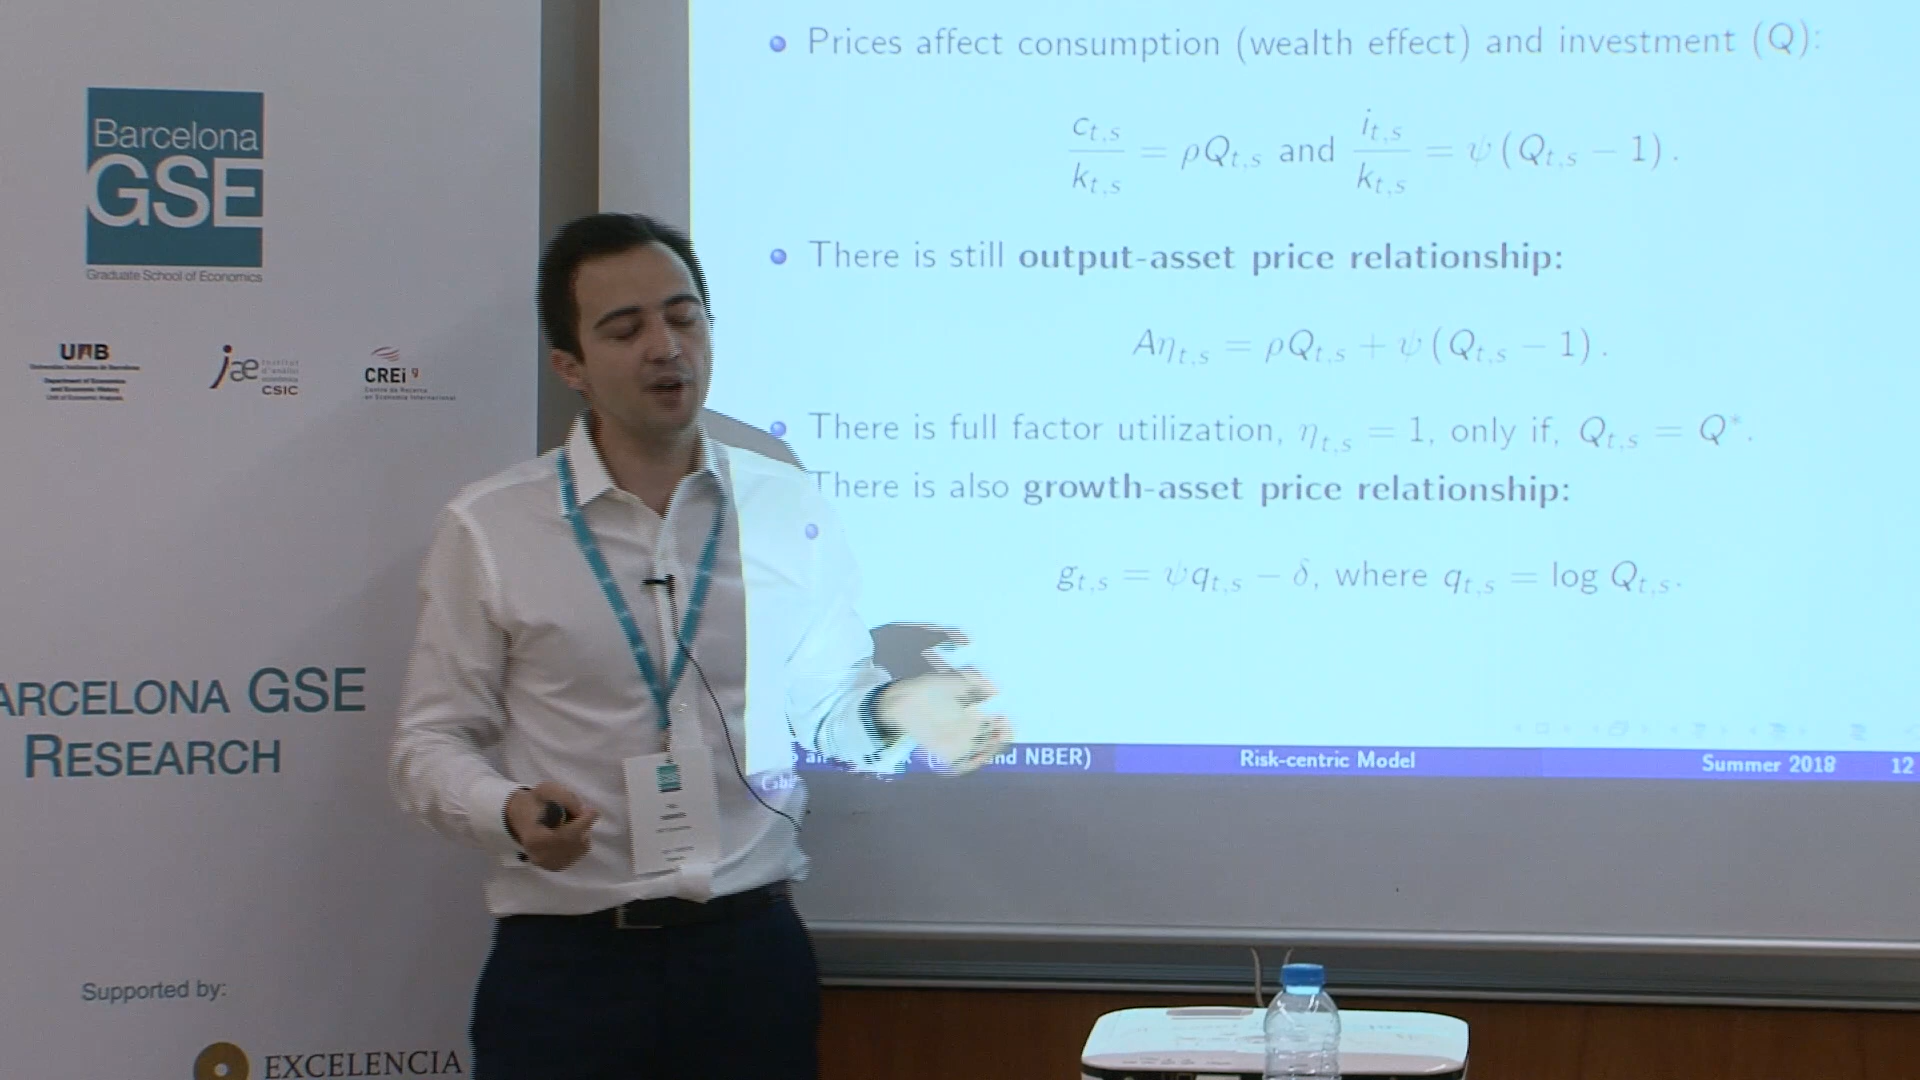 Barcelona
GSE
Graduate School of Economics
UAB
CSIC
CREi
ARCELONA GSE
RESEARCH
Supported by:
EXCELENCIA
Prices affect consumption (wealth effect) and investment (Q):
c_{t,s}/k_{t,s} = ρQ_{t,s} and i_{t,s}/k_{t,s} = ψ(Q_{t,s} − 1).
There is still output-asset price relationship:
Aη_{t,s} = ρQ_{t,s} + ψ(Q_{t,s} − 1).
There is full factor utilization, η_{t,s} = 1, only if, Q_{t,s} = Q*.
There is also growth-asset price relationship:
g_{t,s} = ψq_{t,s} − δ, where q_{t,s} = log Q_{t,s}.
nd NBER) Risk-centric Model Summer 2018 12